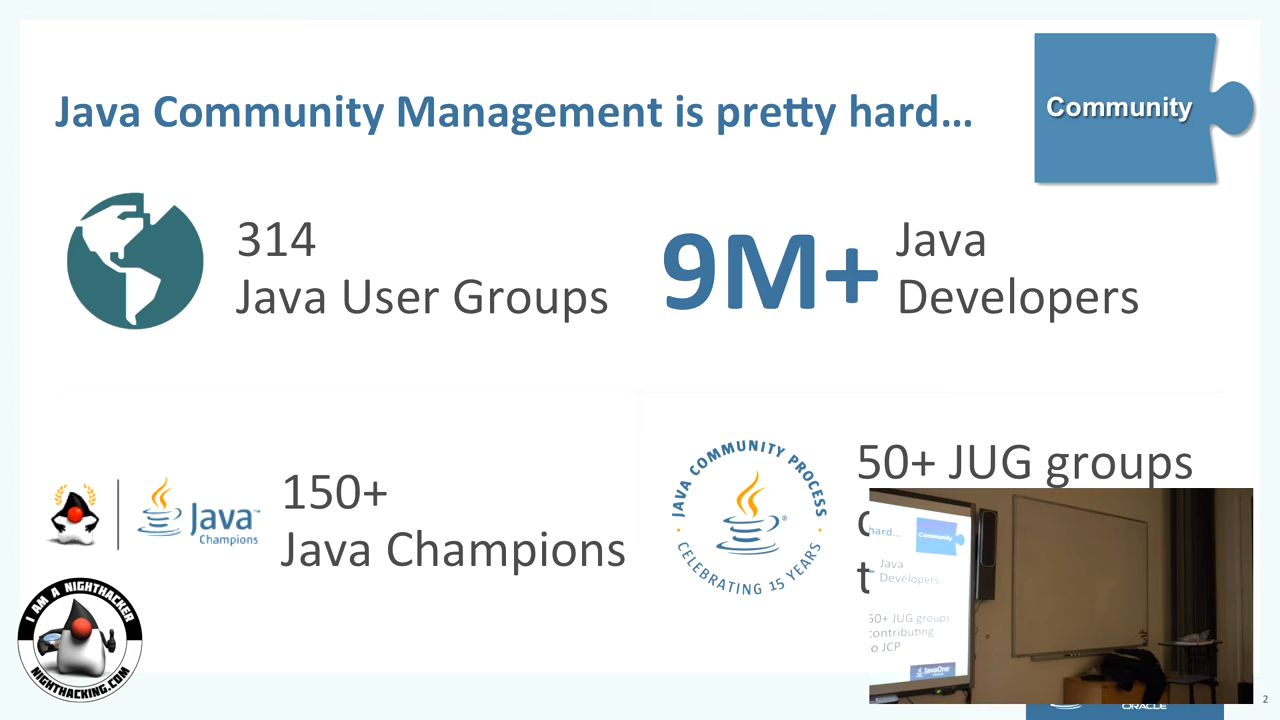 Java Community Management is pretty hard...
Community
314
Java User Groups
9M+
Java
Developers
150+
Java Champions
Java™
Champions
JAVA COMMUNITY PROCESS
CELEBRATING 15 YEARS
®
50+ JUG groups
c
t
hard...
Community
Java
Developers
50+ JUG groups
contributing
to JCP
JavaOne
I AM A NIGHTHACKER
NIGHTHACKING.COM
ORACLE
2